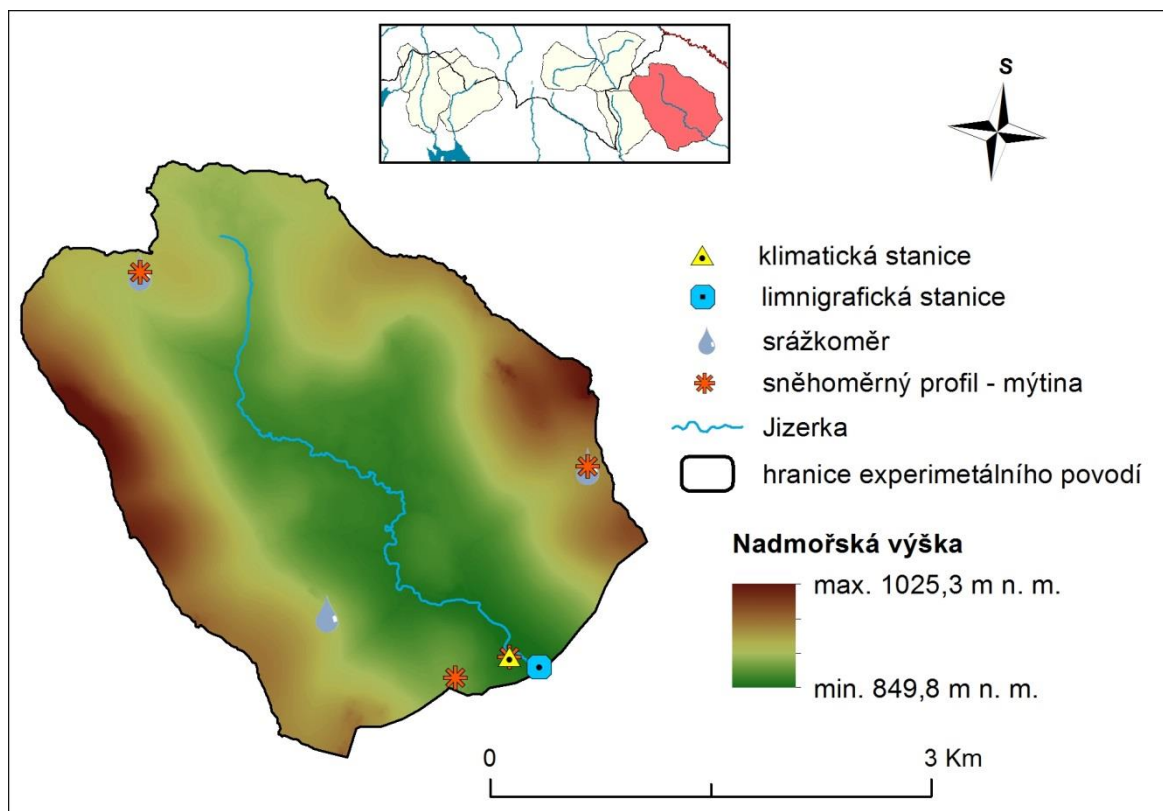 S
klimatická stanice
limnigrafická stanice
srážkoměr
sněhoměrný profil - mýtina
Jizerka
hranice experimetálního povodí
Nadmořská výška
max. 1025,3 m n. m.
min. 849,8 m n. m.
0
3 Km